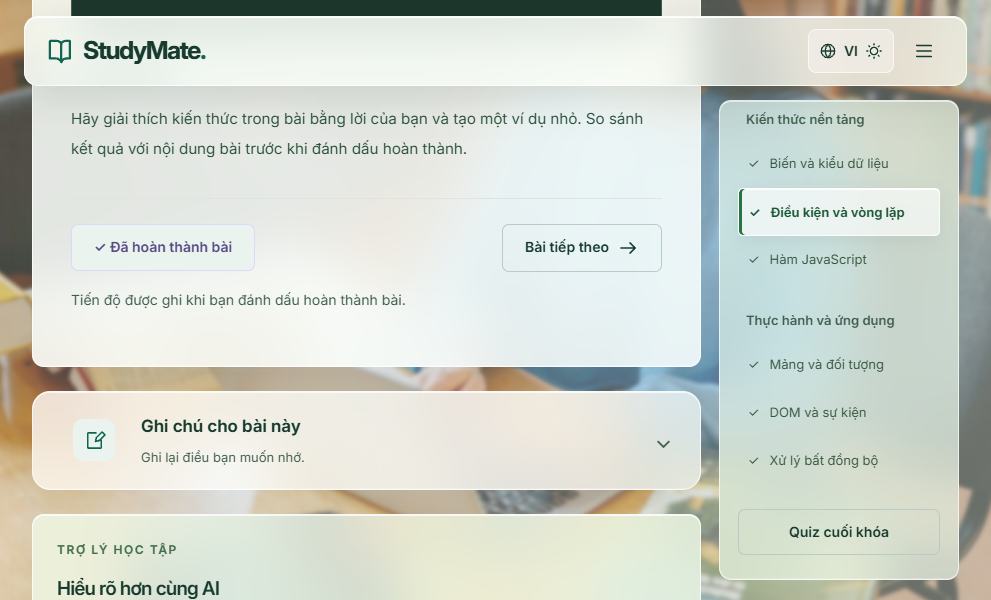 StudyMate.
VI
Hãy giải thích kiến thức trong bài bằng lời của bạn và tạo một ví dụ nhỏ. So sánh
kết quả với nội dung bài trước khi đánh dấu hoàn thành.
✓ Đã hoàn thành bài
Bài tiếp theo →
Tiến độ được ghi khi bạn đánh dấu hoàn thành bài.
Ghi chú cho bài này
Ghi lại điều bạn muốn nhớ.
TRỢ LÝ HỌC TẬP
Hiểu rõ hơn cùng AI
Kiến thức nền tảng
✓ Biến và kiểu dữ liệu
✓ Điều kiện và vòng lặp
✓ Hàm JavaScript
Thực hành và ứng dụng
✓ Mảng và đối tượng
✓ DOM và sự kiện
✓ Xử lý bất đồng bộ
Quiz cuối khóa